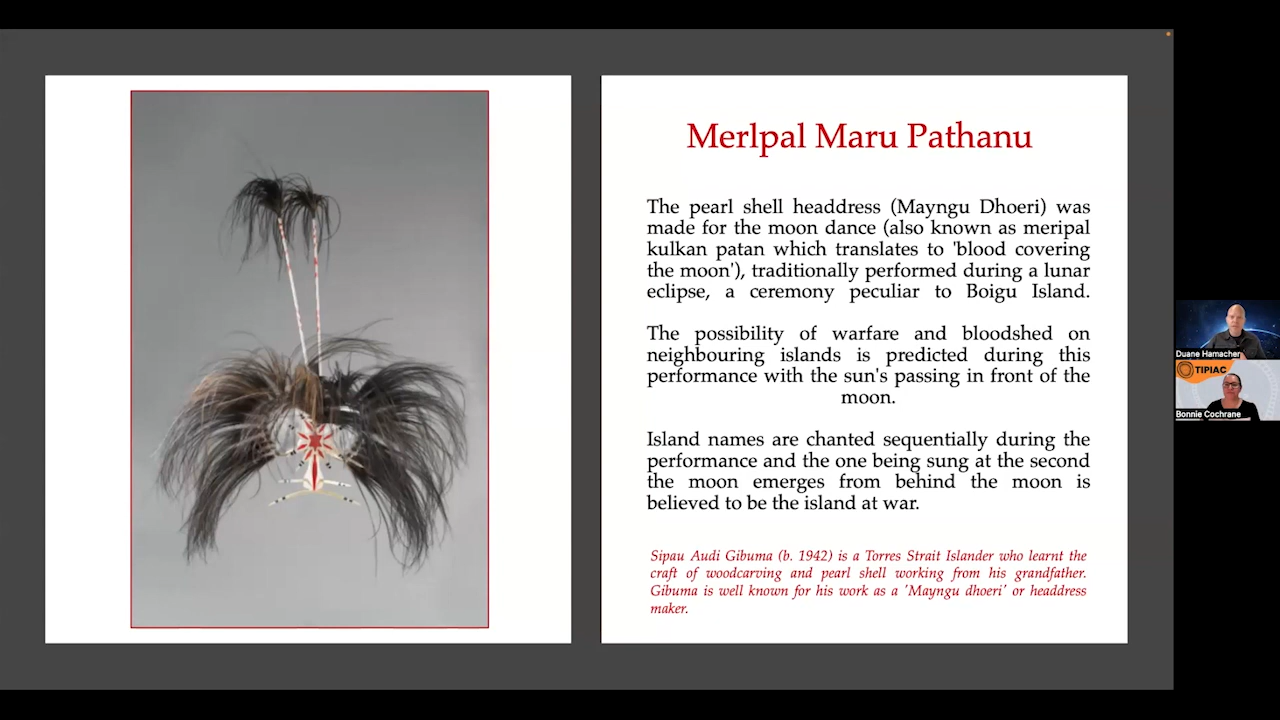 Merlpal Maru Pathanu
The pearl shell headdress (Mayngu Dhoeri) was
made for the moon dance (also known as meripal
kulkan patan which translates to 'blood covering
the moon'), traditionally performed during a lunar
eclipse, a ceremony peculiar to Boigu Island.
The possibility of warfare and bloodshed on
neighbouring islands is predicted during this
performance with the sun's passing in front of the
moon.
Island names are chanted sequentially during the
performance and the one being sung at the second
the moon emerges from behind the moon is
believed to be the island at war.
Sipau Audi Gibuma (b. 1942) is a Torres Strait Islander who learnt the
craft of woodcarving and pearl shell working from his grandfather.
Gibuma is well known for his work as a 'Mayngu dhoeri' or headdress
maker.
Duane Hamacher
TIPIAC
Bonnie Cochrane